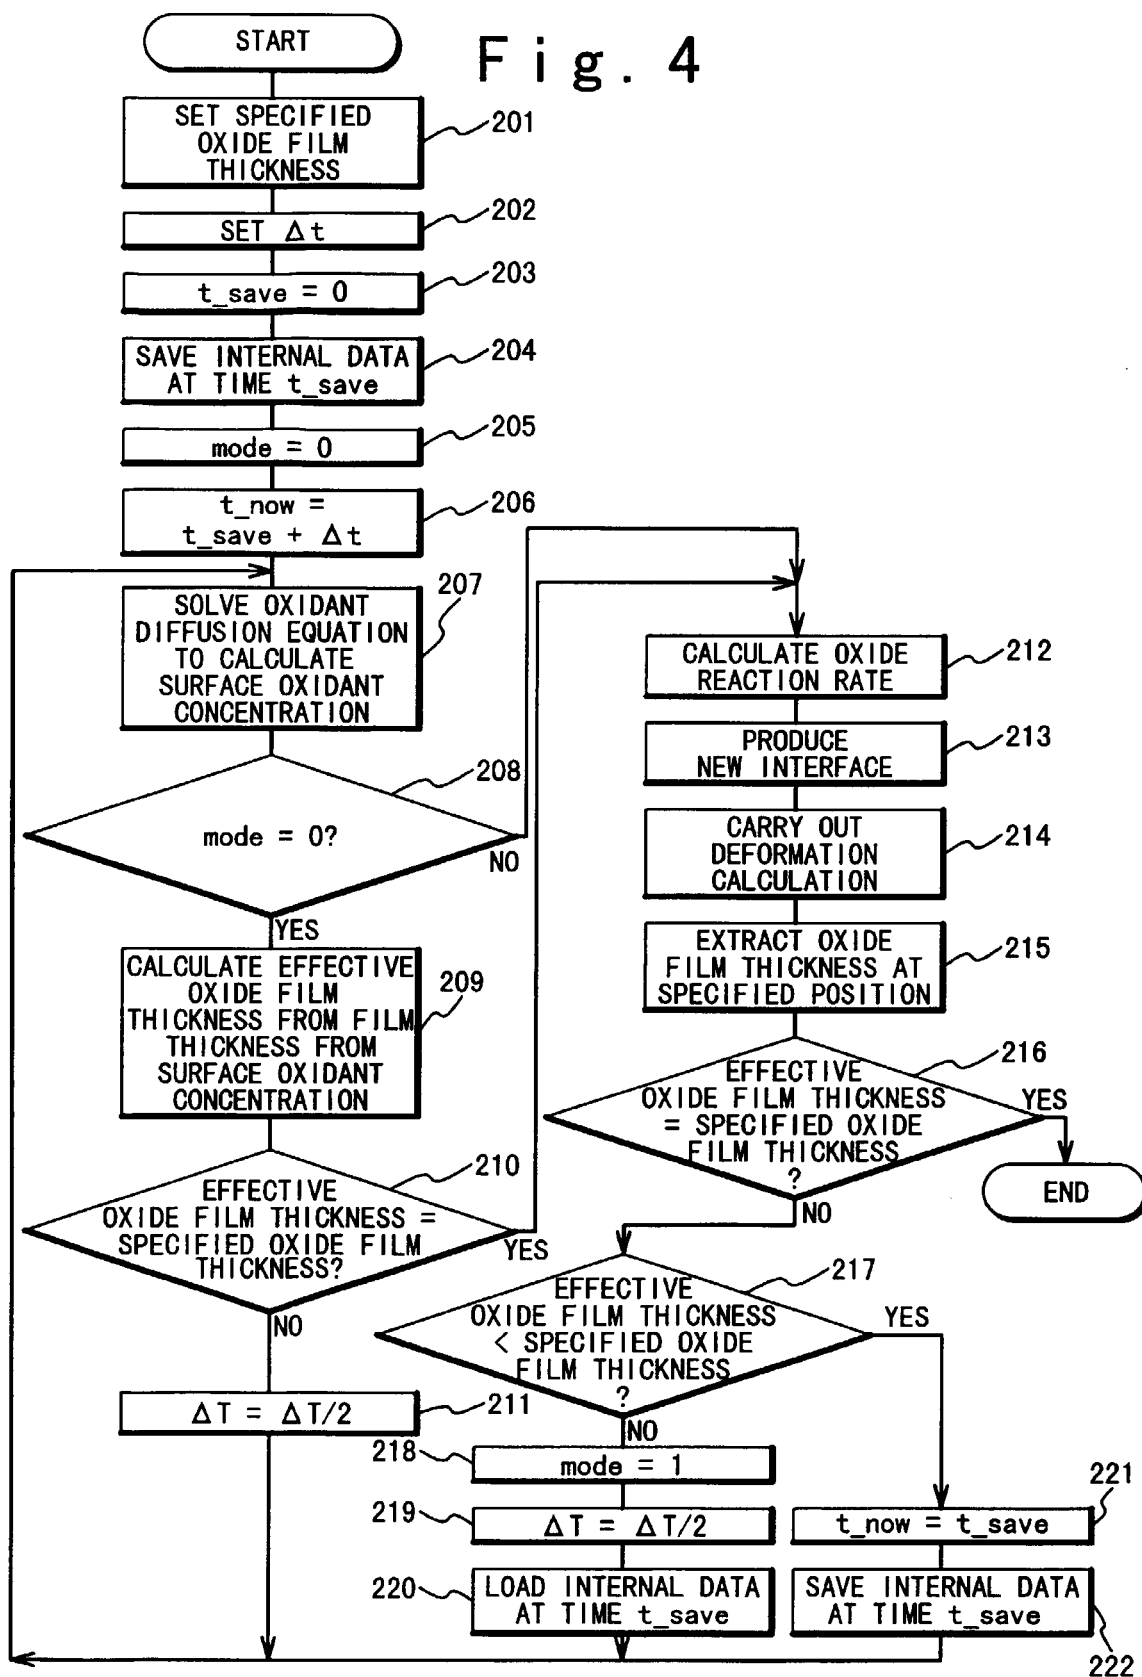 START
Fig. 4
SET SPECIFIED
OXIDE FILM
THICKNESS
201
SET Δt
202
t_save = 0
203
SAVE INTERNAL DATA
AT TIME t_save
204
mode = 0
205
t_now =
t_save + Δt
206
SOLVE OXIDANT
DIFFUSION EQUATION
TO CALCULATE
SURFACE OXIDANT
CONCENTRATION
207
mode = 0?
208
NO
YES
CALCULATE EFFECTIVE
OXIDE FILM
THICKNESS FROM FILM
THICKNESS FROM
SURFACE OXIDANT
CONCENTRATION
209
EFFECTIVE
OXIDE FILM THICKNESS =
SPECIFIED OXIDE FILM
THICKNESS?
210
YES
NO
ΔT = ΔT/2
211
CALCULATE OXIDE
REACTION RATE
212
PRODUCE
NEW INTERFACE
213
CARRY OUT
DEFORMATION
CALCULATION
214
EXTRACT OXIDE
FILM THICKNESS AT
SPECIFIED POSITION
215
EFFECTIVE
OXIDE FILM THICKNESS
= SPECIFIED OXIDE
FILM THICKNESS
?
216
YES
END
NO
EFFECTIVE
OXIDE FILM THICKNESS
< SPECIFIED OXIDE
FILM THICKNESS
?
217
YES
NO
218
mode = 1
219
ΔT = ΔT/2
220
LOAD INTERNAL DATA
AT TIME t_save
221
t_now = t_save
SAVE INTERNAL DATA
AT TIME t_save
222